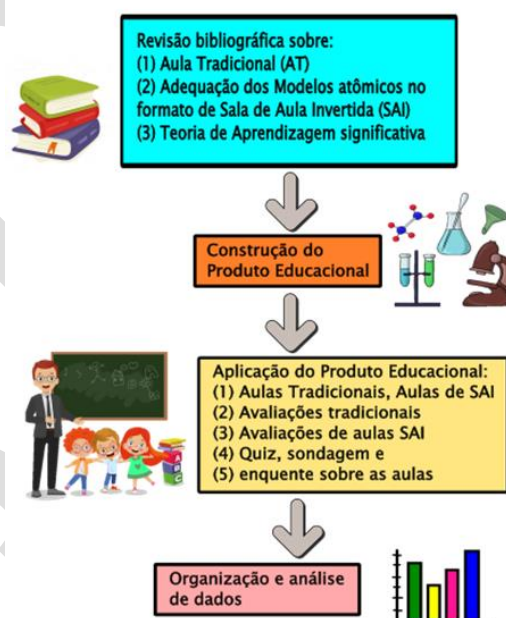 Revisão bibliográfica sobre:
(1) Aula Tradicional (AT)
(2) Adequação dos Modelos atômicos no
formato de Sala de Aula Invertida (SAI)
(3) Teoria de Aprendizagem significativa
Construção do
Produto Educacional
Aplicação do Produto Educacional:
(1) Aulas Tradicionais, Aulas de SAI
(2) Avaliações tradicionais
(3) Avaliações de aulas SAI
(4) Quiz, sondagem e
(5) enquente sobre as aulas
A
B
C
Organização e análise
de dados